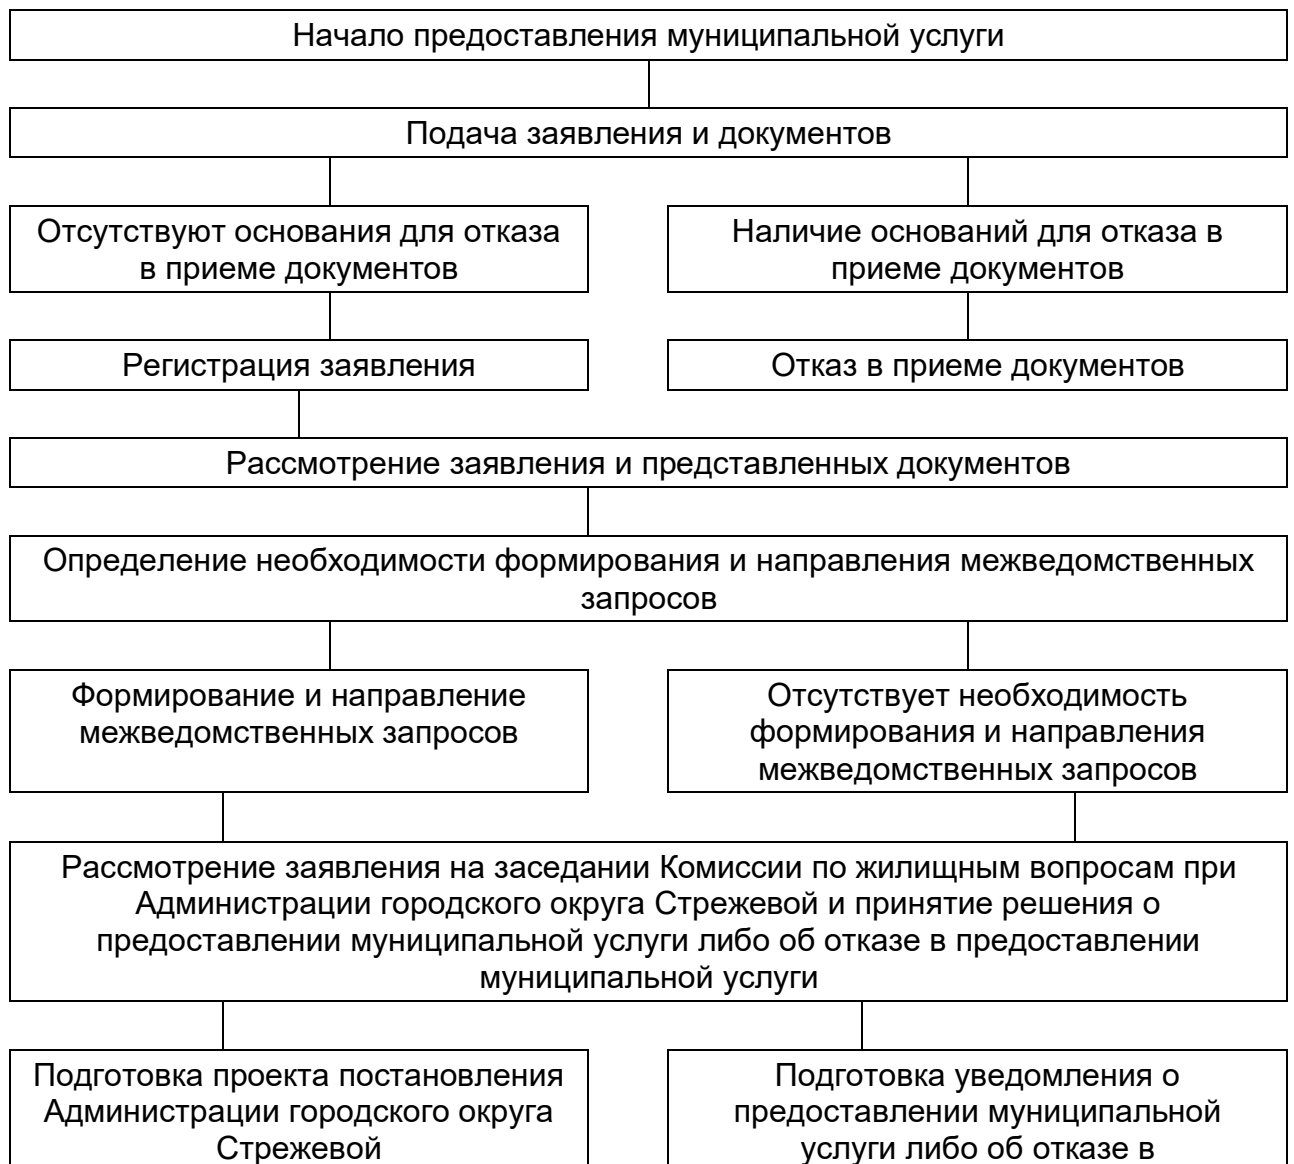 Начало предоставления муниципальной услуги
Подача заявления и документов
Отсутствуют основания для отказа
в приеме документов
Наличие оснований для отказа в
приеме документов
Регистрация заявления
Отказ в приеме документов
Рассмотрение заявления и представленных документов
Определение необходимости формирования и направления межведомственных
запросов
Формирование и направление
межведомственных запросов
Отсутствует необходимость
формирования и направления
межведомственных запросов
Рассмотрение заявления на заседании Комиссии по жилищным вопросам при
Администрации городского округа Стрежевой и принятие решения о
предоставлении муниципальной услуги либо об отказе в предоставлении
муниципальной услуги
Подготовка проекта постановления
Администрации городского округа
Стрежевой
Подготовка уведомления о
предоставлении муниципальной
услуги либо об отказе в